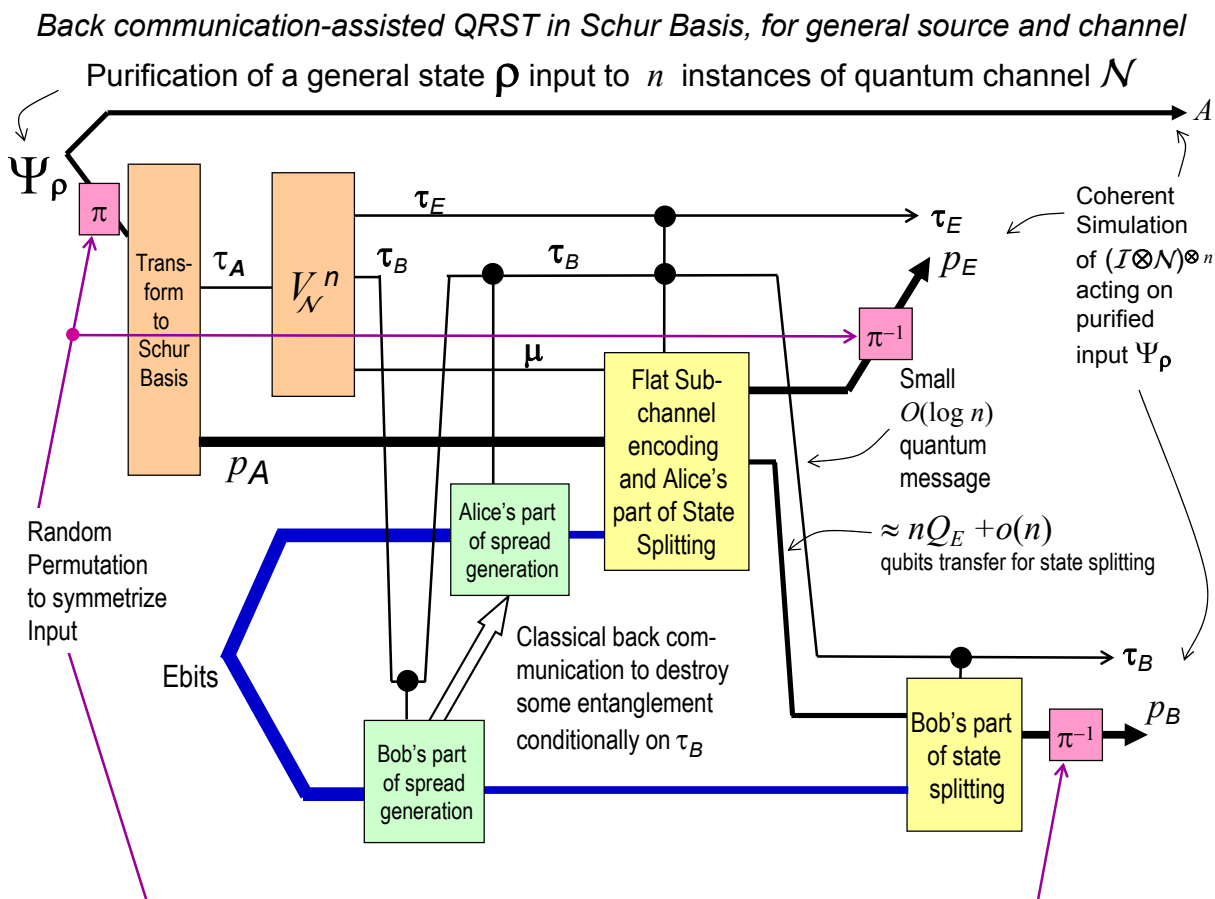 Back communication-assisted QRST in Schur Basis, for general source and channel
Purification of a general state ρ input to n instances of quantum channel 𝒩
A
Ψρ
π
Trans-
form
to
Schur
Basis
τA
V𝒩n
τE
τB
τB
μ
pA
τE
pE
π−1
Coherent
Simulation
of (ℐ⊗𝒩)⊗n
acting on
purified
input Ψρ
Flat Sub-
channel
encoding
and Alice's
part of State
Splitting
Small
O(log n)
quantum
message
Alice's part
of spread
generation
≈ nQE +o(n)
qubits transfer for state splitting
Random
Permutation
to symmetrize
Input
Ebits
Classical back com-
munication to destroy
some entanglement
conditionally on τB
Bob's part
of spread
generation
τB
Bob's part
of state
splitting
π−1
pB